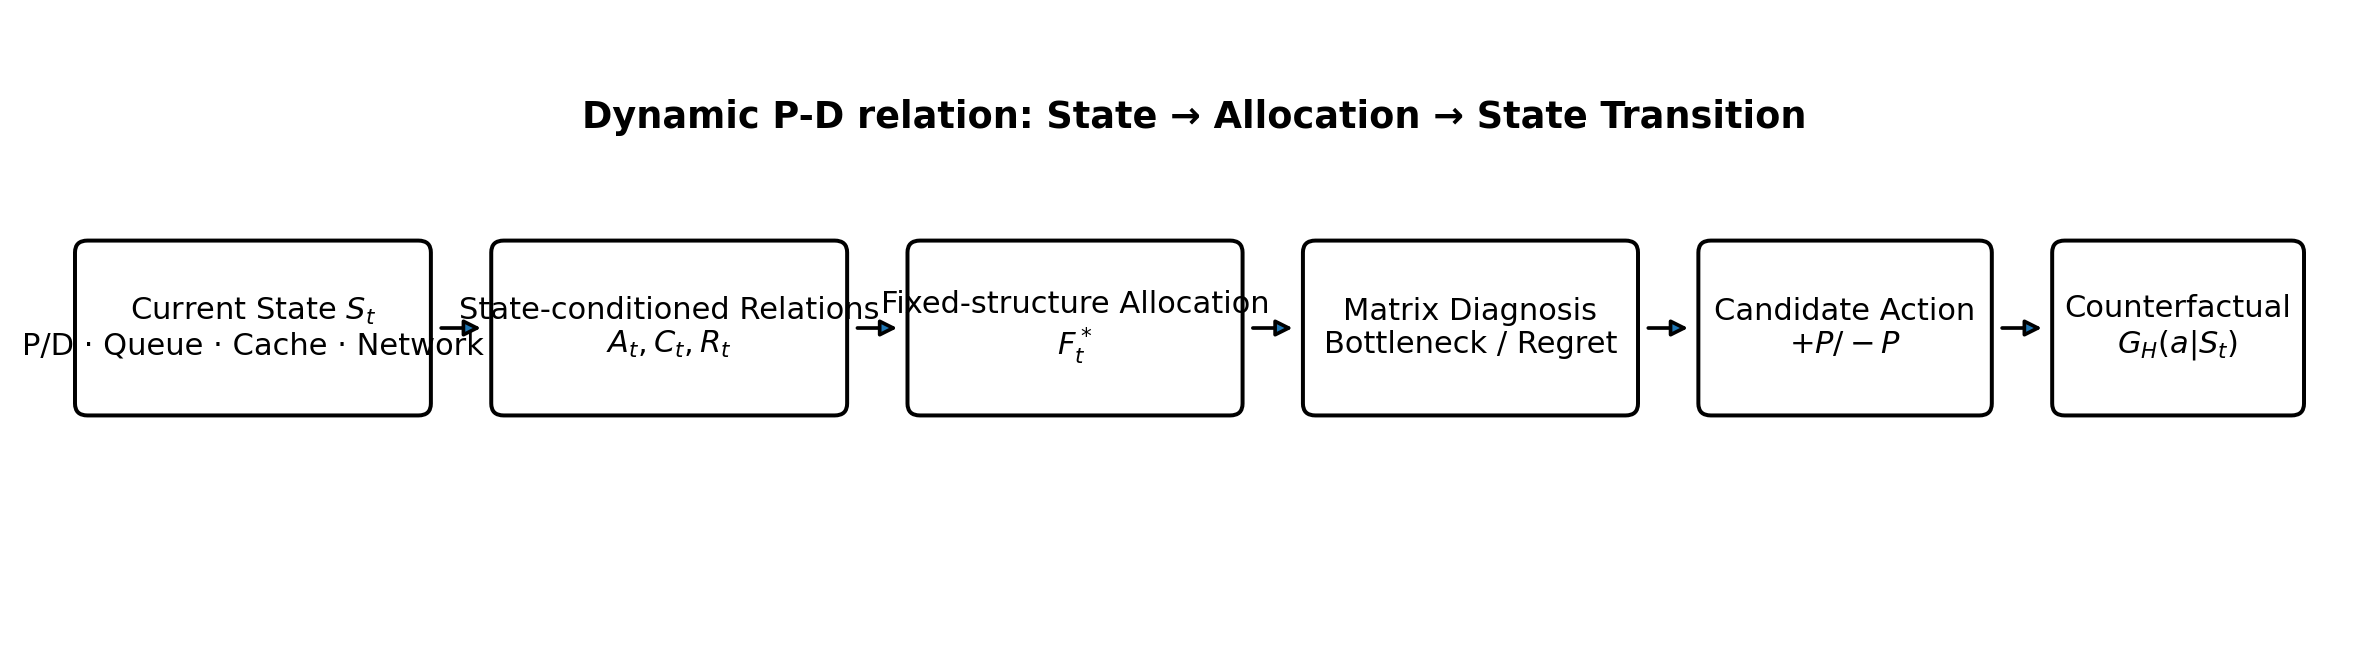 Dynamic P-D relation: State → Allocation → State Transition
Current State $S_t$
P/D · Queue · Cache · Network
State-conditioned Relations
$A_t, C_t, R_t$
Fixed-structure Allocation
$F_t^*$
Matrix Diagnosis
Bottleneck / Regret
Candidate Action
$+P/-P$
Counterfactual
$G_H(a|S_t)$